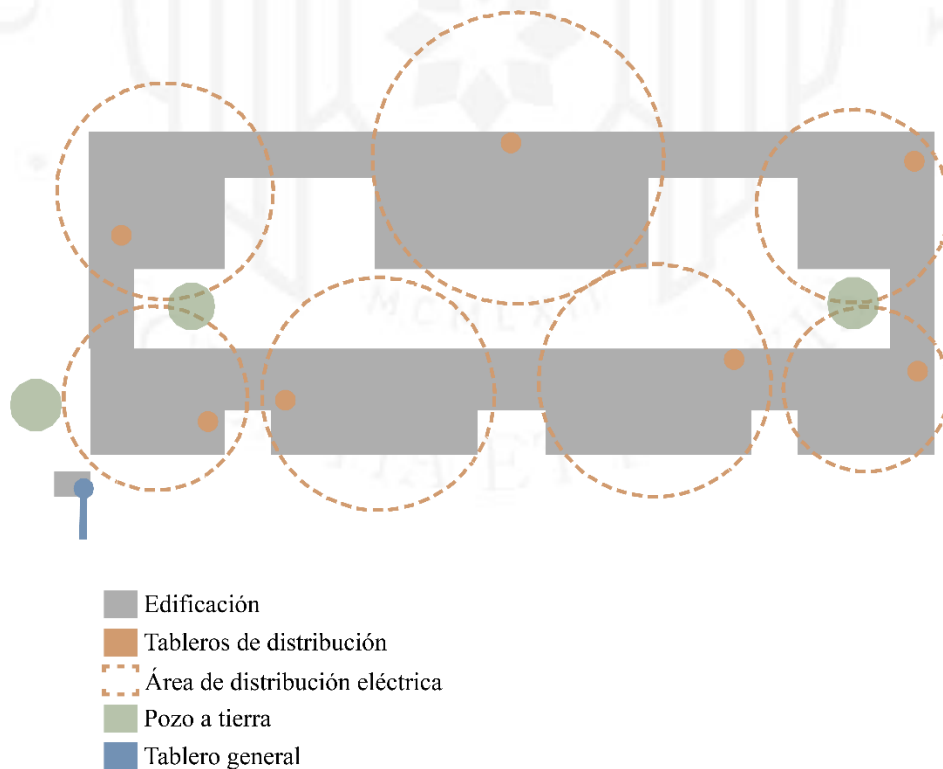 Edificación
Tableros de distribución
Área de distribución eléctrica
Pozo a tierra
Tablero general